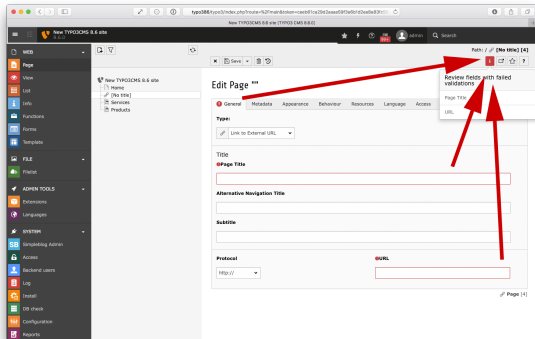 New TYPO3CMS 8.6 site [TYPO3 CMS 8.6.0]
New TYPO3CMS 8.6 site
8.6.0
admin
Search
WEB
Page
View
List
Info
Functions
Forms
Template
FILE
Filelist
ADMIN TOOLS
Extensions
Languages
SYSTEM
Simpleblog Admin
Access
Backend users
Log
Install
DB check
Configuration
Reports
New TYPO3CMS 8.6 site
Home
[No title]
Services
Products
Path: / [No title] [4]
Save
Review fields with failed
validations
Page Title
URL
Edit Page ""
General Metadata Appearance Behaviour Resources Language Access
Type:
Link to External URL
Title
Page Title
Alternative Navigation Title
Subtitle
Protocol
URL
http://
Page [4]